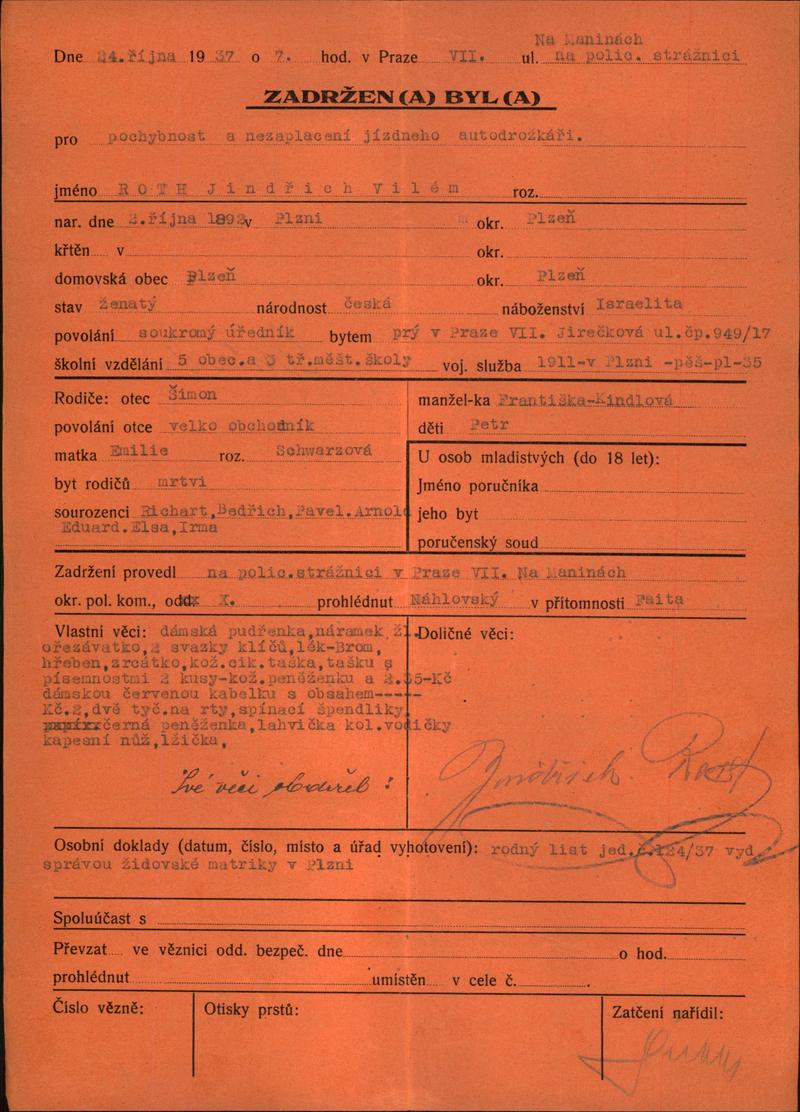 Na Maninách
Dne 24.října 1937 o 7. hod. v Praze VII. ul. na polic. strážnici
ZADRŽEN(A) BYL(A)
pro pochybnost a nezaplacení jízdneho autodrožkáři.
jméno ROTH Jindřich Vilém roz.
nar. dne 2.října 1892 v Plzni okr. Plzeň
křtěn v okr.
domovská obec Plzeň okr. Plzeň
stav ženatý národnost česká náboženství Israelita
povolání soukromý úředník bytem prý v Praze VII. Jirečková ul.čp.949/17
školní vzdělání 5 obec.a 3 tř.měšt.školy voj. služba 1911-v Plzni -pěš-pl-35
Rodiče: otec Šimon
povolání otce velko obchodník
matka Emilie roz. Schwarzová
byt rodičů mrtvi
sourozenci Richart,Bedřich,Pavel.Arnold
Eduard.Elsa,Irma
manžel-ka Františka-Kindlová
děti Petr
U osob mladistvých (do 18 let):
Jméno poručníka
jeho byt
poručenský soud
Zadržení provedl na polic.strážnici v Praze VII. Na Maninách
okr. pol. kom., odd. X. prohlédnut Náhlovský v přítomnosti Faita
Vlastní věci: dámská pudřenka,náramek,žl.
ořezávatko,2 svazky klíčů,lék-Brom,
hřeben,zrcátko,kož.cik.taška,tašku s
písemnostmi 2 kusy-kož.peněženku a 2.35-Kč
dámskou červenou kabelku s obsahem-----
Kč.2,dvě tyč.na rty,spínací špendliky,
černá peněženka,lahvička kol.vodičky
kapesní nůž,lžička,
Své věci obdržel!
Doličné věci:
Jindřich Roth
Osobní doklady (datum, číslo, místo a úřad vyhotovení): rodný list jed.č.124/37 vyd.
správou židovské matriky v Plzni
Spoluúčast s
Převzat ve věznici odd. bezpeč. dne o hod.
prohlédnut umístěn v cele č.
Číslo vězně:
Otisky prstů:
Zatčení nařídil: